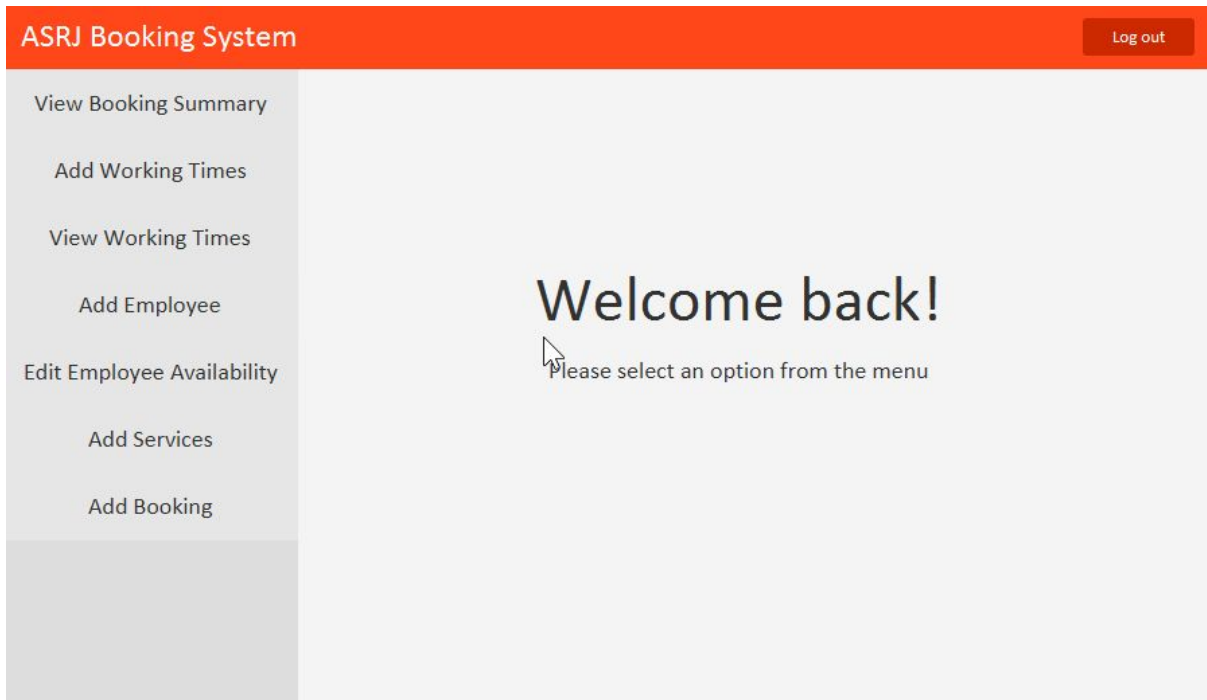 ASRJ Booking System
Log out
View Booking Summary
Add Working Times
View Working Times
Add Employee
Edit Employee Availability
Add Services
Add Booking
Welcome back!
Please select an option from the menu